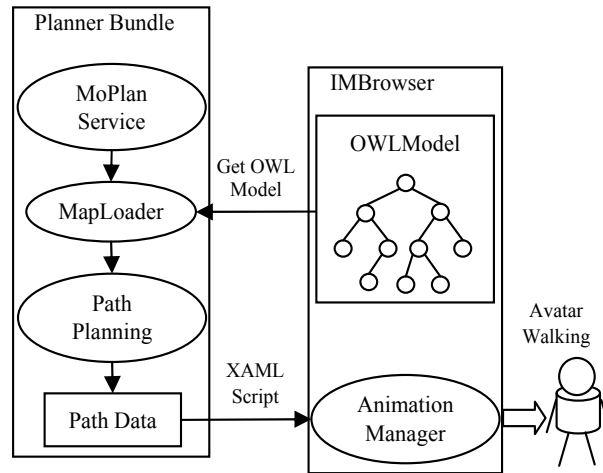 Planner Bundle
MoPlan
Service
MapLoader
Path
Planning
Path Data
Get OWL
Model
XAML
Script
IMBrowser
OWLModel
Animation
Manager
Avatar
Walking